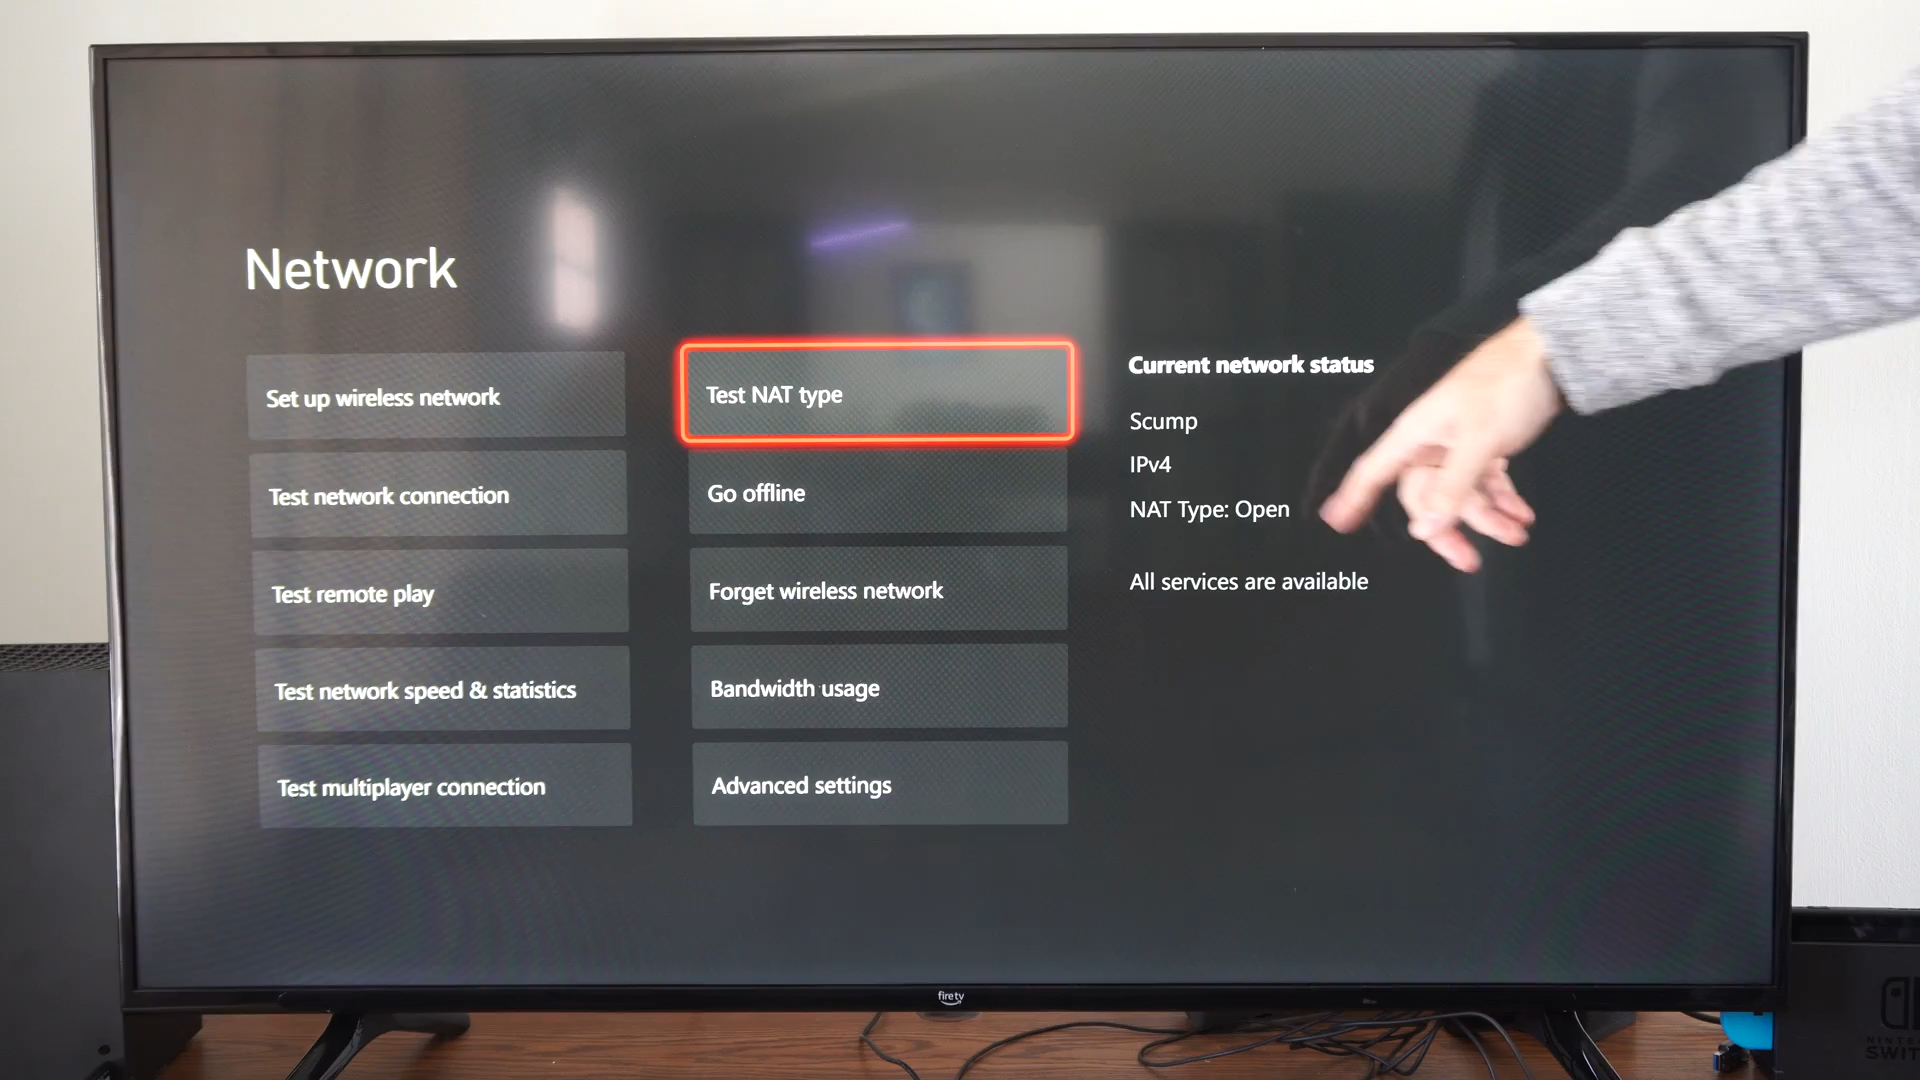 Network
Set up wireless network
Test network connection
Test remote play
Test network speed & statistics
Test multiplayer connection
Test NAT type
Go offline
Forget wireless network
Bandwidth usage
Advanced settings
Current network status
Scump
IPv4
NAT Type: Open
All services are available
firetv